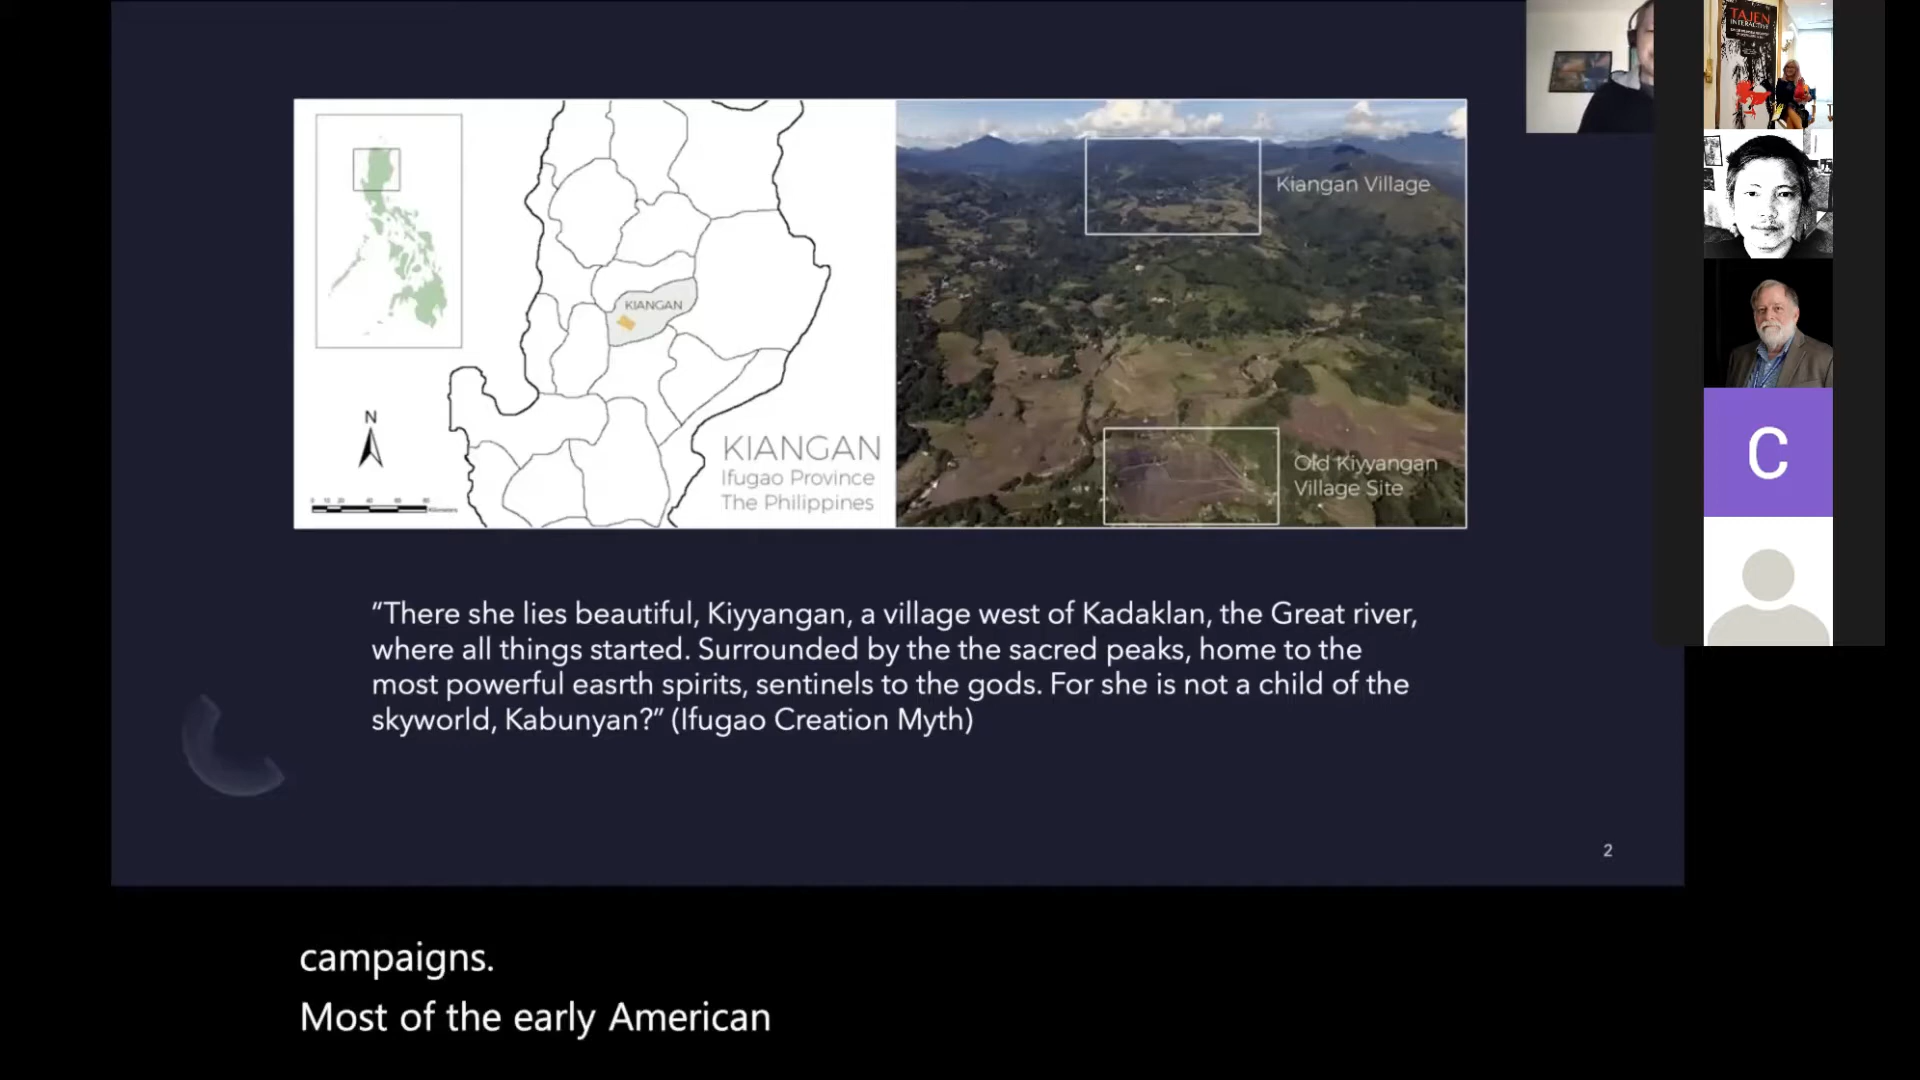 TAJEN
INTERACTIVE
Kiangan Village
KIANGAN
N
KIANGAN
Ifugao Province
The Philippines
Old Kiyyangan
Village Site
C
“There she lies beautiful, Kiyyangan, a village west of Kadaklan, the Great river,
where all things started. Surrounded by the the sacred peaks, home to the
most powerful easrth spirits, sentinels to the gods. For she is not a child of the
skyworld, Kabunyan?” (Ifugao Creation Myth)
2
campaigns.
Most of the early American